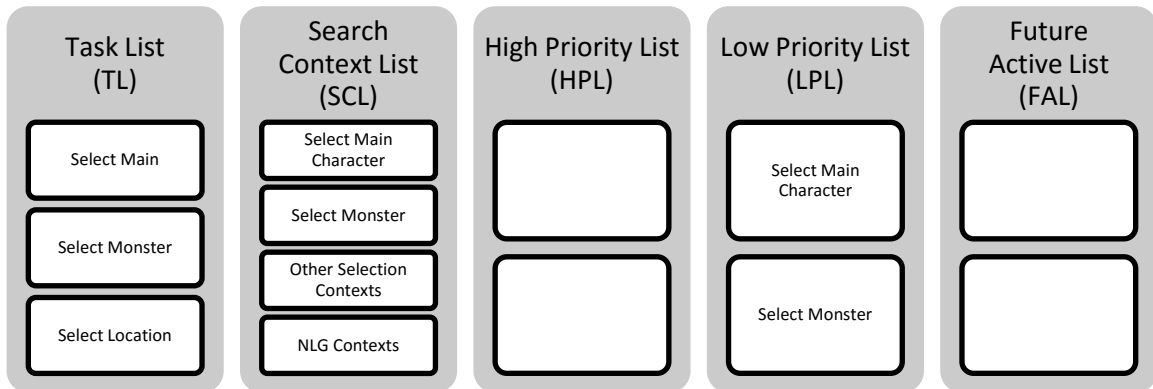 Task List
(TL)
Select Main
Select Monster
Select Location
Search
Context List
(SCL)
Select Main
Character
Select Monster
Other Selection
Contexts
NLG Contexts
High Priority List
(HPL)
Low Priority List
(LPL)
Select Main
Character
Select Monster
Future
Active List
(FAL)